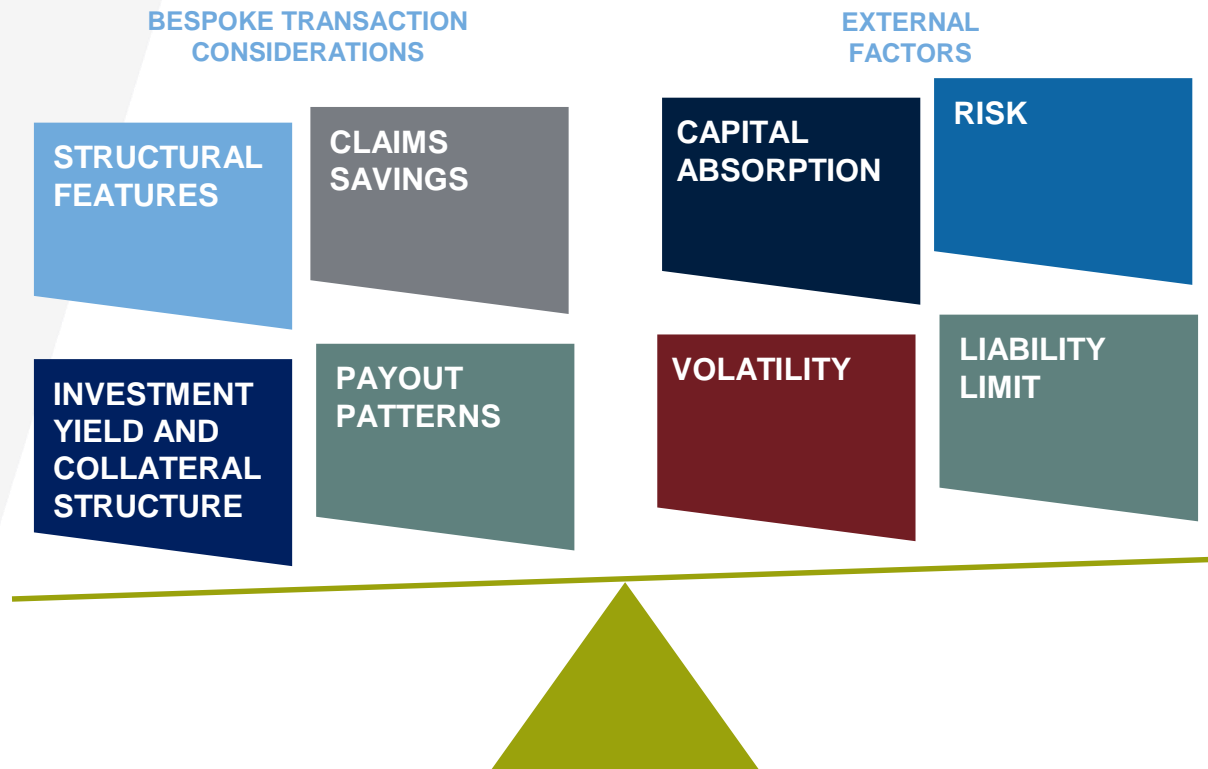 BESPOKE TRANSACTION
CONSIDERATIONS
STRUCTURAL
FEATURES
CLAIMS
SAVINGS
INVESTMENT
YIELD AND
COLLATERAL
STRUCTURE
PAYOUT
PATTERNS
EXTERNAL
FACTORS
CAPITAL
ABSORPTION
RISK
VOLATILITY
LIABILITY
LIMIT